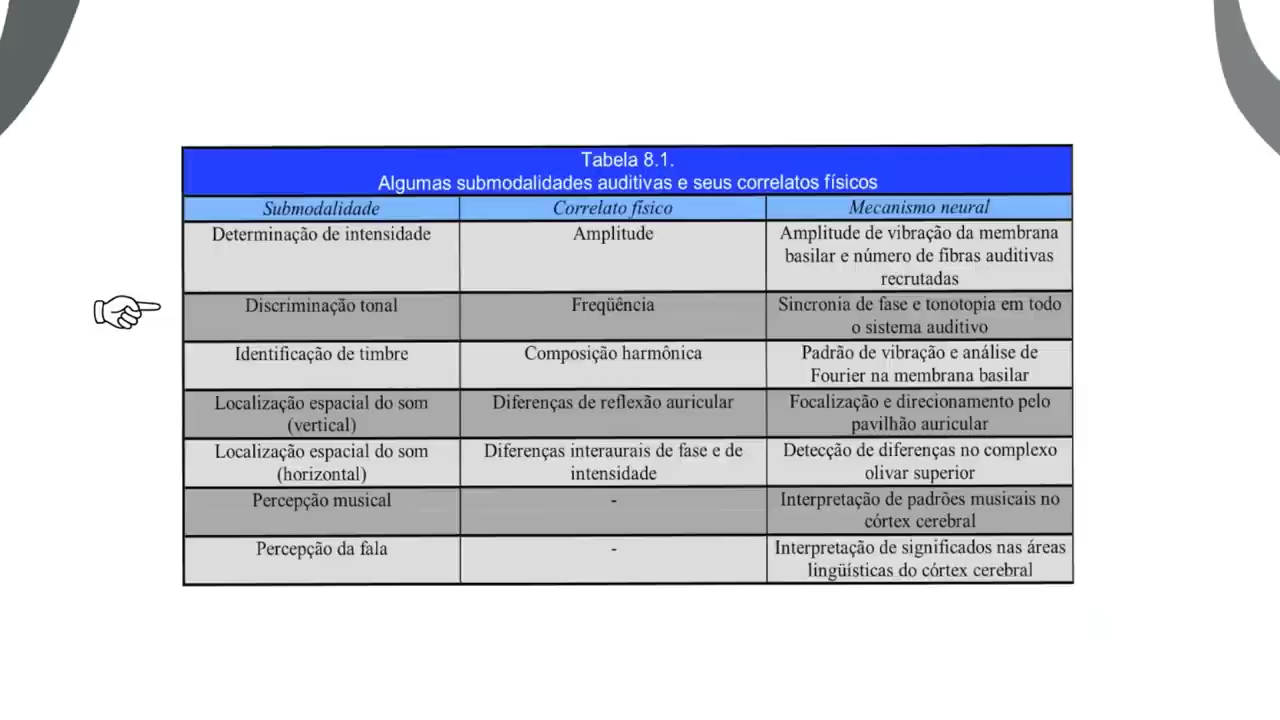 Tabela 8.1.
Algumas submodalidades auditivas e seus correlatos físicos
Submodalidade
Correlato físico
Mecanismo neural
Determinação de intensidade
Amplitude
Amplitude de vibração da membrana
basilar e número de fibras auditivas
recrutadas
Discriminação tonal
Freqüência
Sincronia de fase e tonotopia em todo
o sistema auditivo
Identificação de timbre
Composição harmônica
Padrão de vibração e análise de
Fourier na membrana basilar
Localização espacial do som
(vertical)
Diferenças de reflexão auricular
Focalização e direcionamento pelo
pavilhão auricular
Localização espacial do som
(horizontal)
Diferenças interaurais de fase e de
intensidade
Detecção de diferenças no complexo
olivar superior
Percepção musical
-
Interpretação de padrões musicais no
córtex cerebral
Percepção da fala
-
Interpretação de significados nas áreas
lingüísticas do córtex cerebral